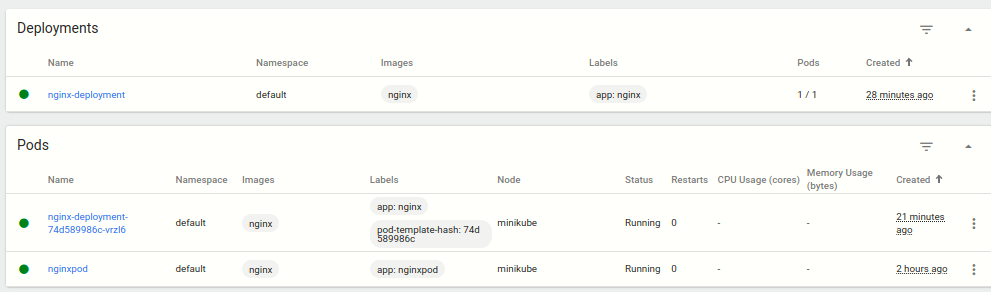 Deployments
Name Namespace Images Labels Pods Created
nginx-deployment default nginx app: nginx 1 / 1 28 minutes ago
Pods
Name Namespace Images Labels Node Status Restarts CPU Usage (cores) Memory Usage (bytes) Created
nginx-deployment-74d589986c-vrzl6 default nginx app: nginx pod-template-hash: 74d589986c minikube Running 0 - - 21 minutes ago
nginxpod default nginx app: nginxpod minikube Running 0 - - 2 hours ago